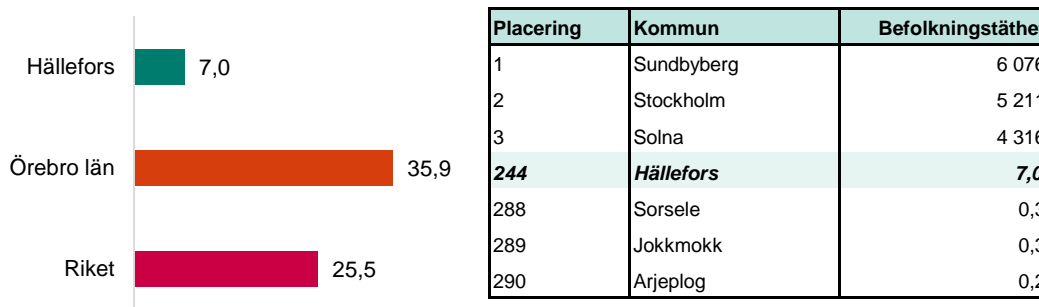 Hällefors 7,0
Örebro län 35,9
Riket 25,5
Placering Kommun Befolkningstäthet
1 Sundbyberg 6 076
2 Stockholm 5 211
3 Solna 4 316
244 Hällefors 7,0
288 Sorsele 0,3
289 Jokkmokk 0,3
290 Arjeplog 0,2